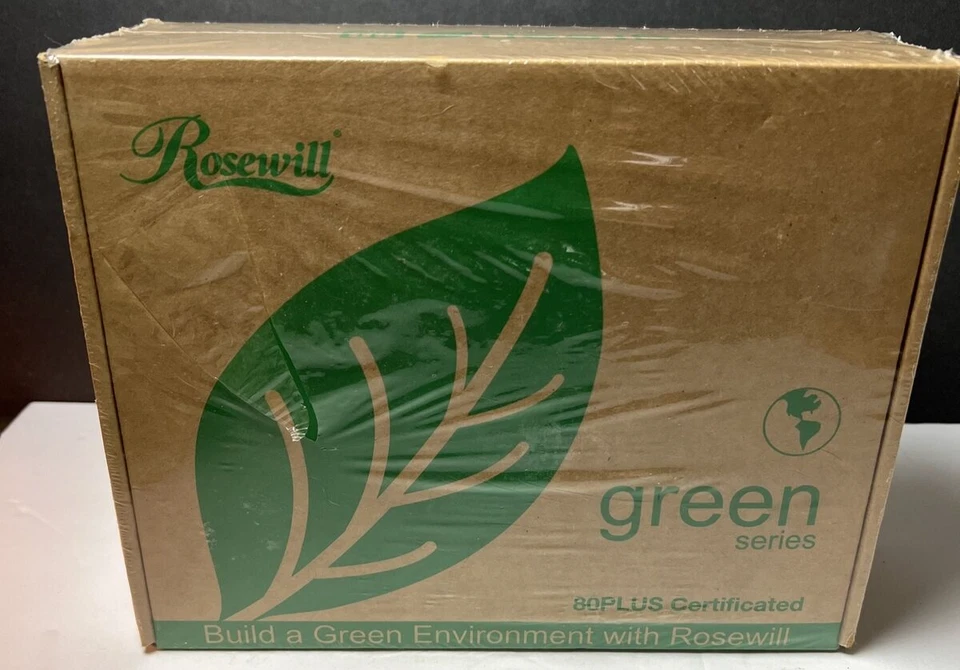 Rosewill®
green
series
80PLUS Certificated
Build a Green Environment with Rosewill